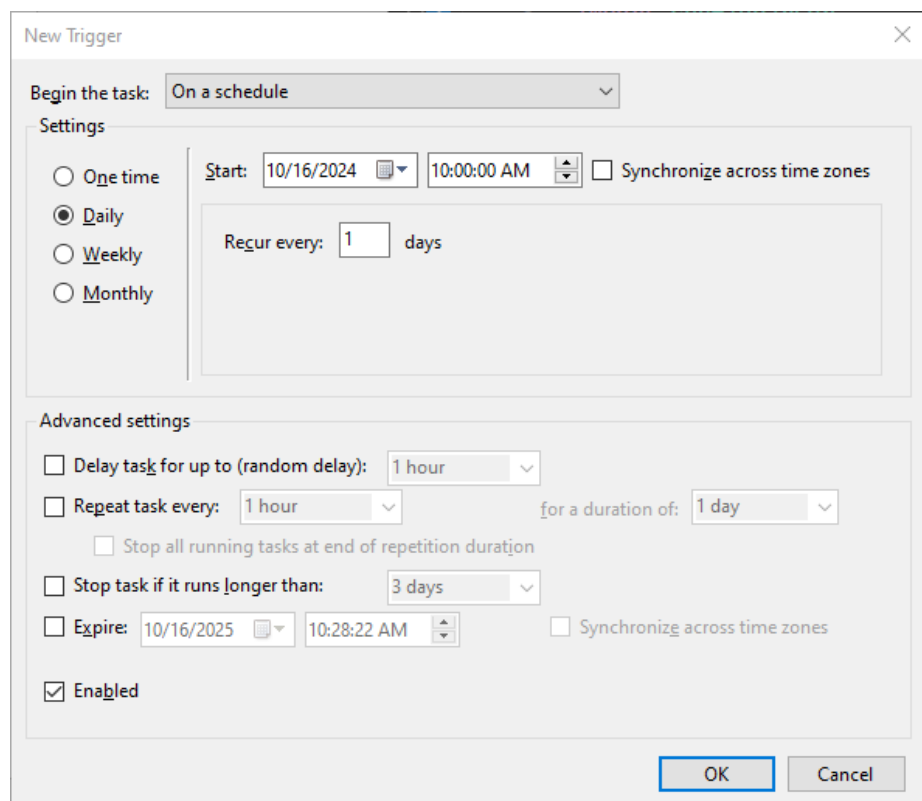 New Trigger
Begin the task: On a schedule
Settings
One time
Start: 10/16/2024 10:00:00 AM Synchronize across time zones
Daily
Recur every: 1 days
Weekly
Monthly
Advanced settings
Delay task for up to (random delay): 1 hour
Repeat task every: 1 hour for a duration of: 1 day
Stop all running tasks at end of repetition duration
Stop task if it runs longer than: 3 days
Expire: 10/16/2025 10:28:22 AM Synchronize across time zones
Enabled
OK Cancel